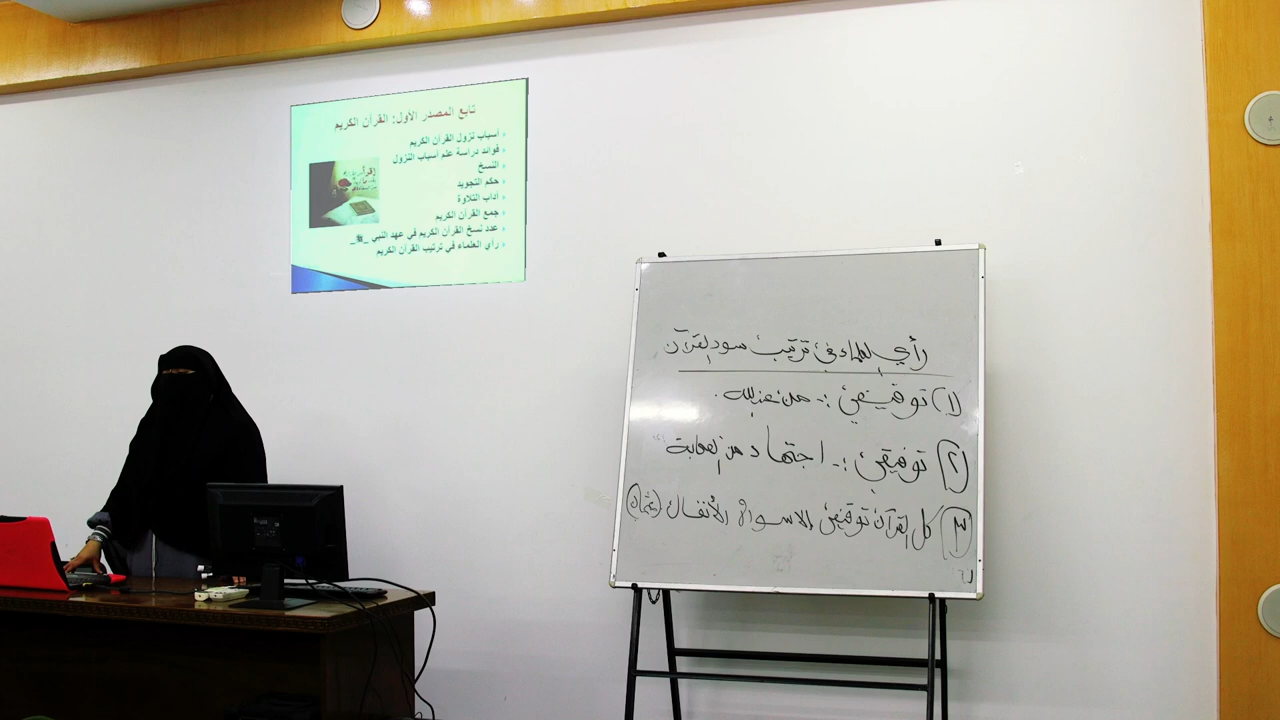 تابع المصدر الأول: القرآن الكريم
أسباب نزول القرآن الكريم
فوائد دراسة علم أسباب النزول
النسخ
حكم التجويد
آداب التلاوة
جمع القرآن الكريم
عدد نسخ القرآن الكريم في عهد النبي _ﷺ_
رأي العلماء في ترتيب القرآن الكريم
إقرأ
رأي العلماء في ترتيب سور القرآن
١) توقيفي :- من عند الله .
٢) توفيقي :- اجتهاد من الصحابة
٣) كل القرآن توقيفي إلا سورة الأنفال (عثمان)